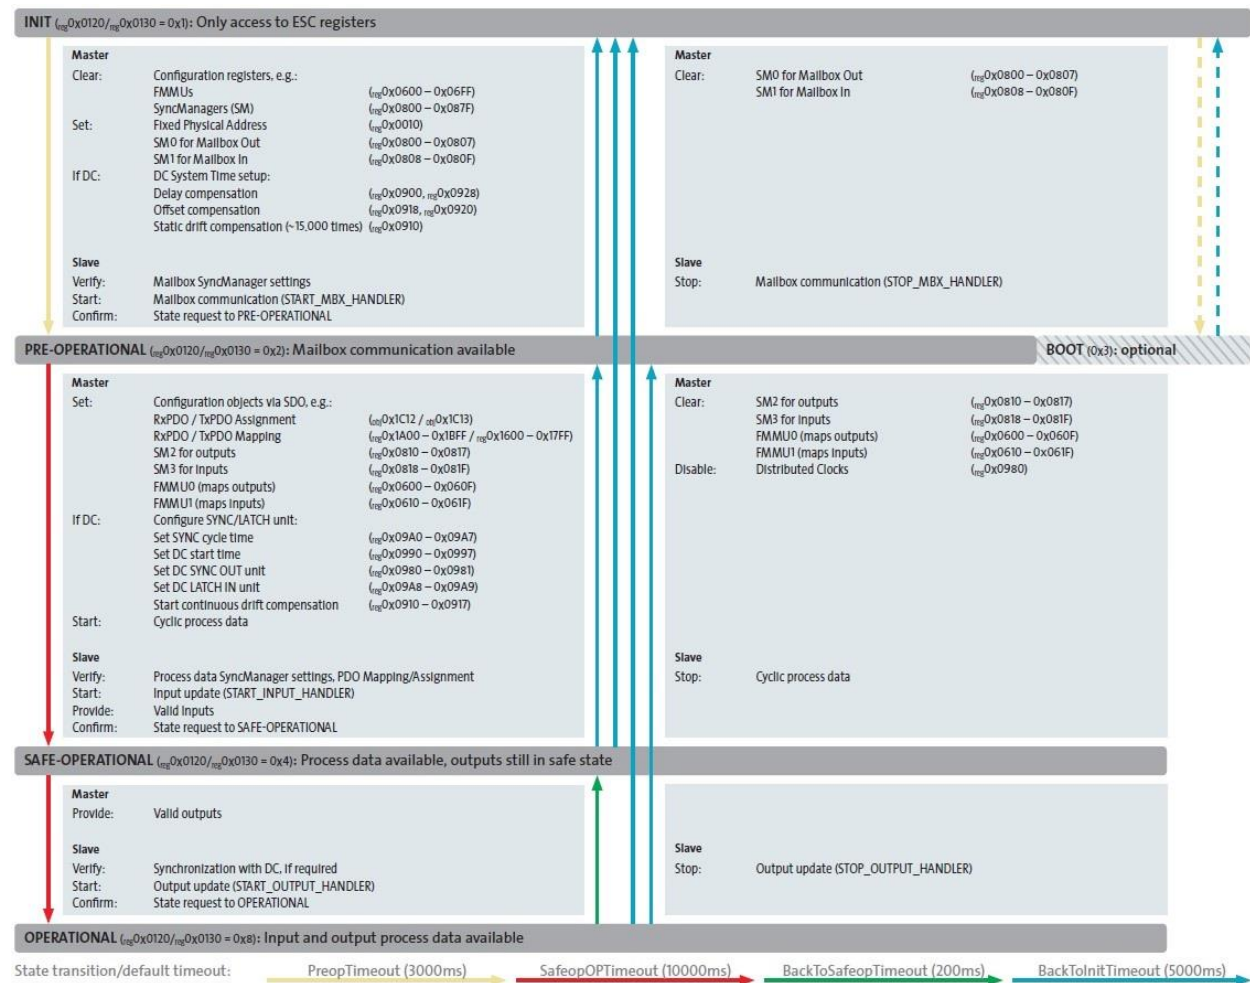 INIT (reg0x0120/reg0x0130 = 0x1): Only access to ESC registers
Master
Clear: Configuration registers, e.g.:
FMMUs (reg0x0600 – 0x06FF)
SyncManagers (SM) (reg0x0800 – 0x087F)
Set: Fixed Physical Address (reg0x0010)
SM0 for Mailbox Out (reg0x0800 – 0x0807)
SM1 for Mailbox In (reg0x0808 – 0x080F)
If DC: DC System Time setup:
Delay compensation (reg0x0900, reg0x0928)
Offset compensation (reg0x0918, reg0x0920)
Static drift compensation (~15.000 times) (reg0x0910)
Slave
Verify: Mailbox SyncManager settings
Start: Mailbox communication (START_MBX_HANDLER)
Confirm: State request to PRE-OPERATIONAL
Master
Clear: SM0 for Mailbox Out (reg0x0800 – 0x0807)
SM1 for Mailbox In (reg0x0808 – 0x080F)
Slave
Stop: Mailbox communication (STOP_MBX_HANDLER)
PRE-OPERATIONAL (reg0x0120/reg0x0130 = 0x2): Mailbox communication available
BOOT (0x3): optional
Master
Set: Configuration objects via SDO, e.g.:
RxPDO / TxPDO Assignment (obj0x1C12 / obj0x1C13)
RxPDO / TxPDO Mapping (reg0x1A00 – 0x1BFF / reg0x1600 – 0x17FF)
SM2 for outputs (reg0x0810 – 0x0817)
SM3 for inputs (reg0x0818 – 0x081F)
FMMU0 (maps outputs) (reg0x0600 – 0x060F)
FMMU1 (maps inputs) (reg0x0610 – 0x061F)
If DC: Configure SYNC/LATCH unit:
Set SYNC cycle time (reg0x09A0 – 0x09A7)
Set DC start time (reg0x0990 – 0x0997)
Set DC SYNC OUT unit (reg0x0980 – 0x0981)
Set DC LATCH IN unit (reg0x09A8 – 0x09A9)
Start continuous drift compensation (reg0x0910 – 0x0917)
Start: Cyclic process data
Slave
Verify: Process data SyncManager settings, PDO Mapping/Assignment
Start: Input update (START_INPUT_HANDLER)
Provide: Valid Inputs
Confirm: State request to SAFE-OPERATIONAL
Master
Clear: SM2 for outputs (reg0x0810 – 0x0817)
SM3 for inputs (reg0x0818 – 0x081F)
FMMU0 (maps outputs) (reg0x0600 – 0x060F)
FMMU1 (maps inputs) (reg0x0610 – 0x061F)
Disable: Distributed Clocks (reg0x0980)
Slave
Stop: Cyclic process data
SAFE-OPERATIONAL (reg0x0120/reg0x0130 = 0x4): Process data available, outputs still in safe state
Master
Provide: Valid outputs
Slave
Verify: Synchronization with DC, if required
Start: Output update (START_OUTPUT_HANDLER)
Confirm: State request to OPERATIONAL
Slave
Stop: Output update (STOP_OUTPUT_HANDLER)
OPERATIONAL (reg0x0120/reg0x0130 = 0x8): Input and output process data available
State transition/default timeout: PreopTimeout (3000ms) SafeopOPTimeout (10000ms) BackToSafeopTimeout (200ms) BackToInitTimeout (5000ms)